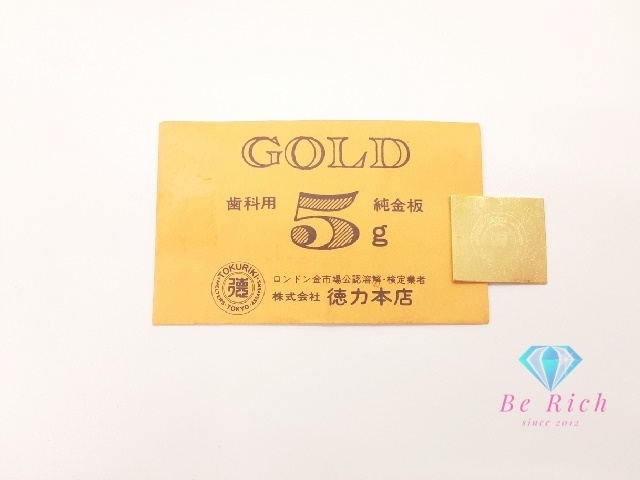 GOLD
歯科用 5g 純金板
ロンドン金市場公認溶解・検定業者
株式会社 徳力本店
TOKURIKI
徳
TOKYO
Be Rich
since 2012